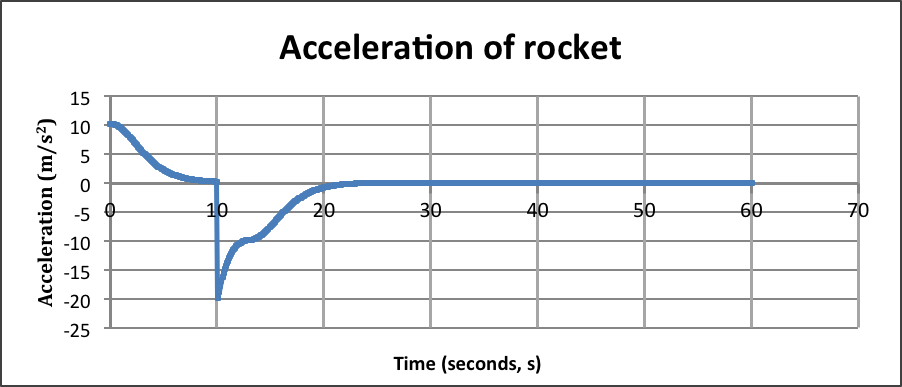 Acceleration of rocket
Acceleration (m/s²)
15
10
5
0
-5
-10
-15
-20
-25
0 10 20 30 40 50 60 70
Time (seconds, s)